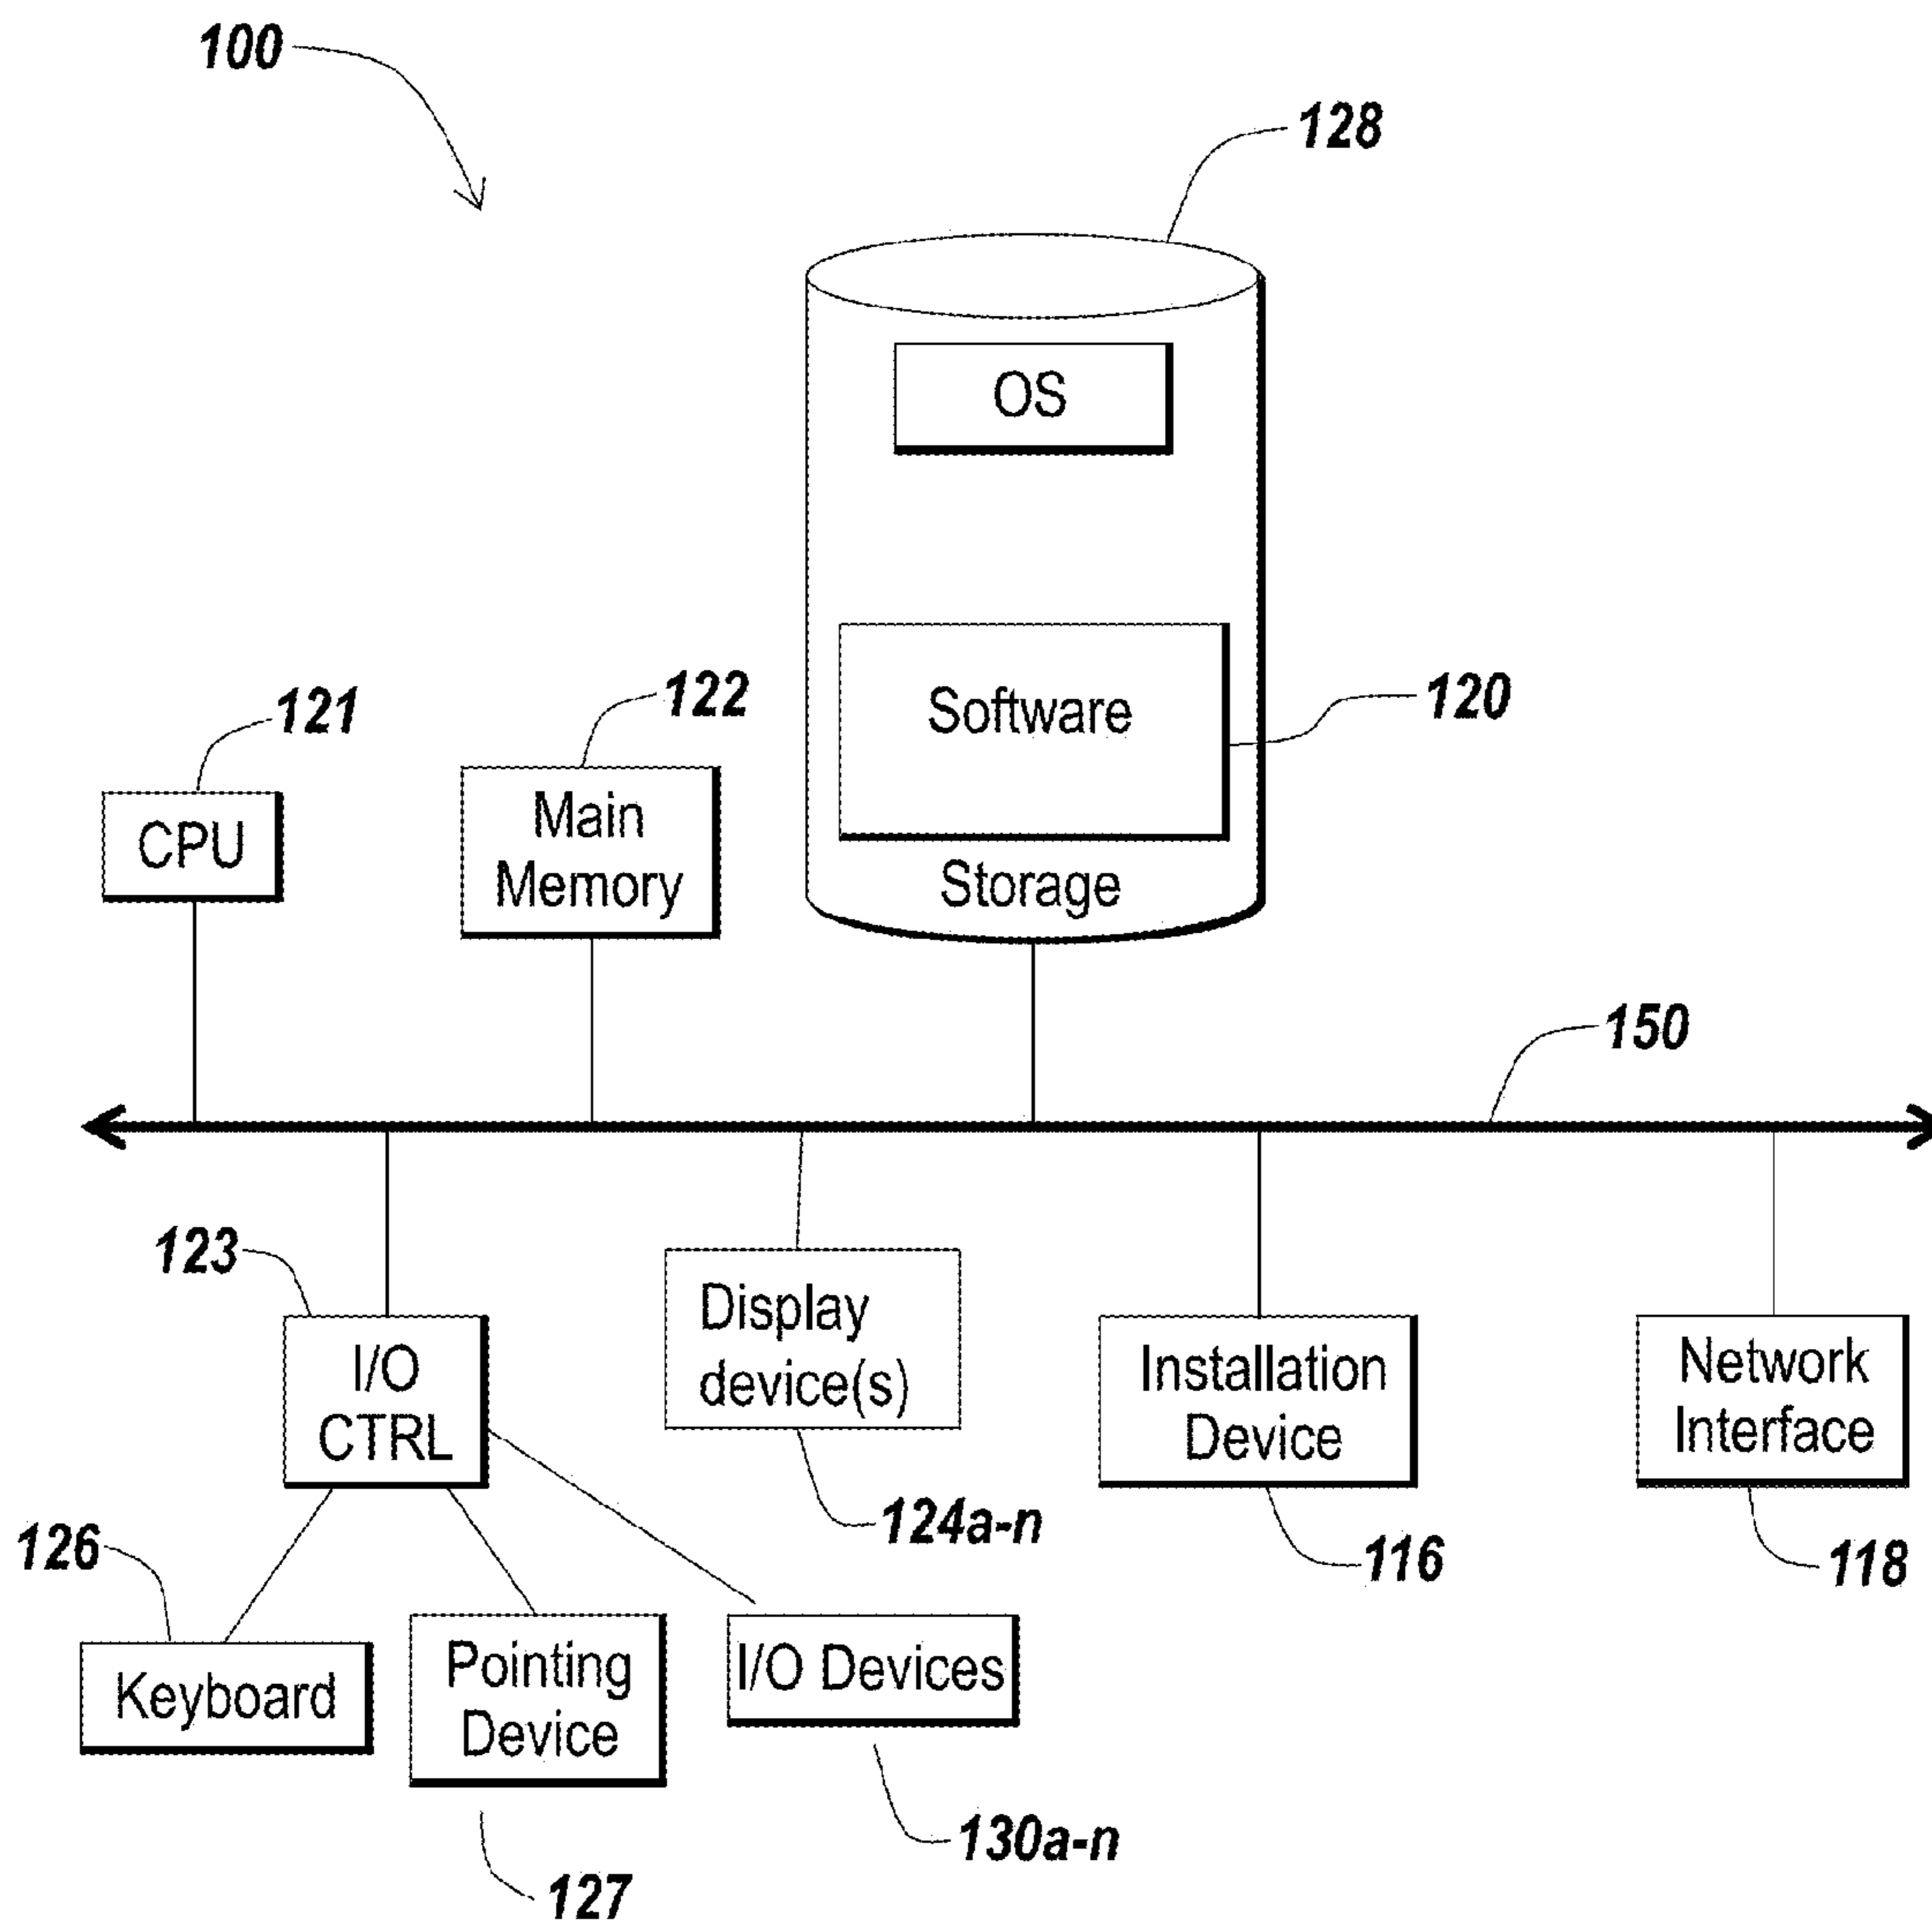 100
128
OS
Software
120
Storage
121
CPU
122
Main
Memory
150
123
I/O
CTRL
Display
device(s)
124a-n
Installation
Device
116
Network
Interface
118
126
Keyboard
Pointing
Device
127
I/O Devices
130a-n